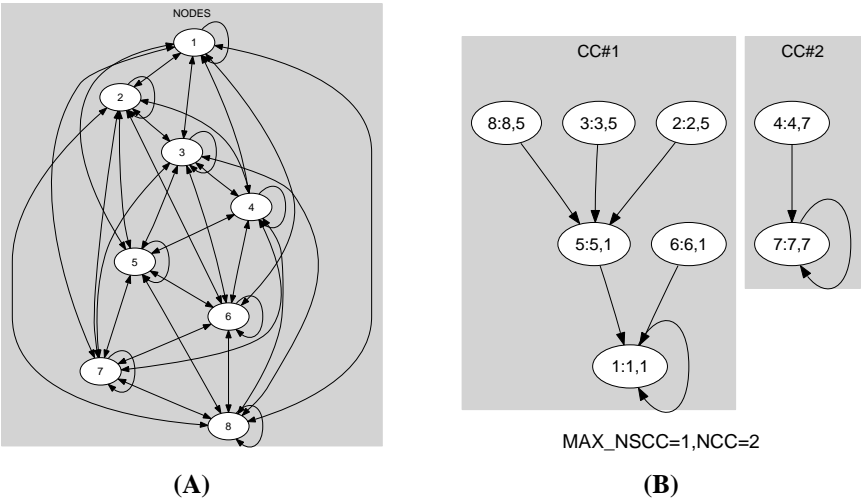 NODES
1
2
3
4
5
6
7
8
(A)
CC#1
8:8,5 3:3,5 2:2,5
5:5,1 6:6,1
1:1,1
CC#2
4:4,7
7:7,7
MAX_NSCC=1,NCC=2
(B)